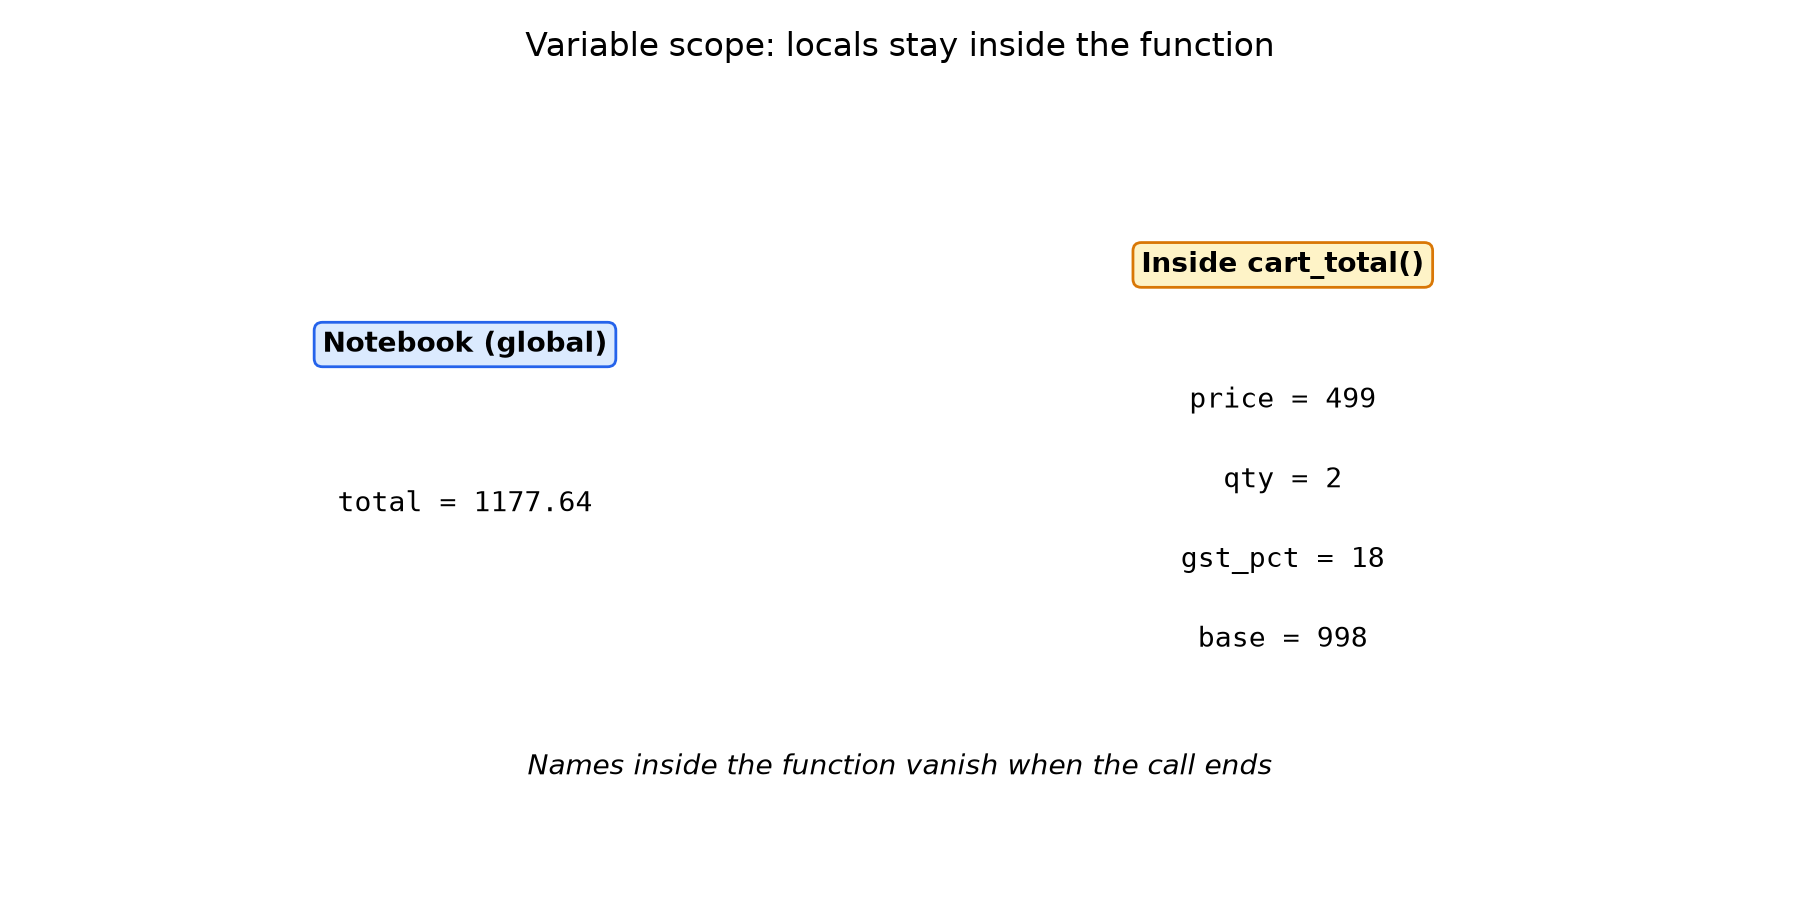 Variable scope: locals stay inside the function
Notebook (global)
total = 1177.64
Inside cart_total()
price = 499
qty = 2
gst_pct = 18
base = 998
Names inside the function vanish when the call ends